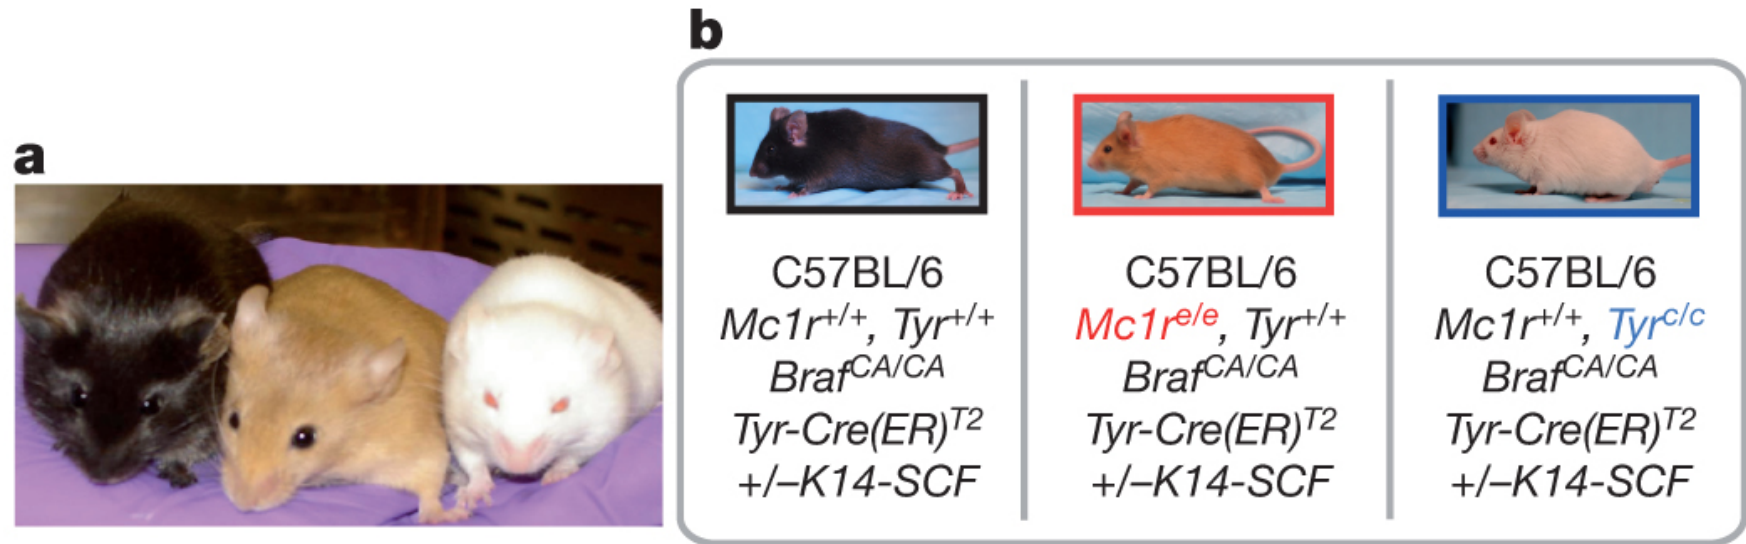 a
b
C57BL/6
Mc1r+/+, Tyr+/+
BrafCA/CA
Tyr-Cre(ER)T2
+/–K14-SCF
C57BL/6
Mc1re/e, Tyr+/+
BrafCA/CA
Tyr-Cre(ER)T2
+/–K14-SCF
C57BL/6
Mc1r+/+, Tyrc/c
BrafCA/CA
Tyr-Cre(ER)T2
+/–K14-SCF